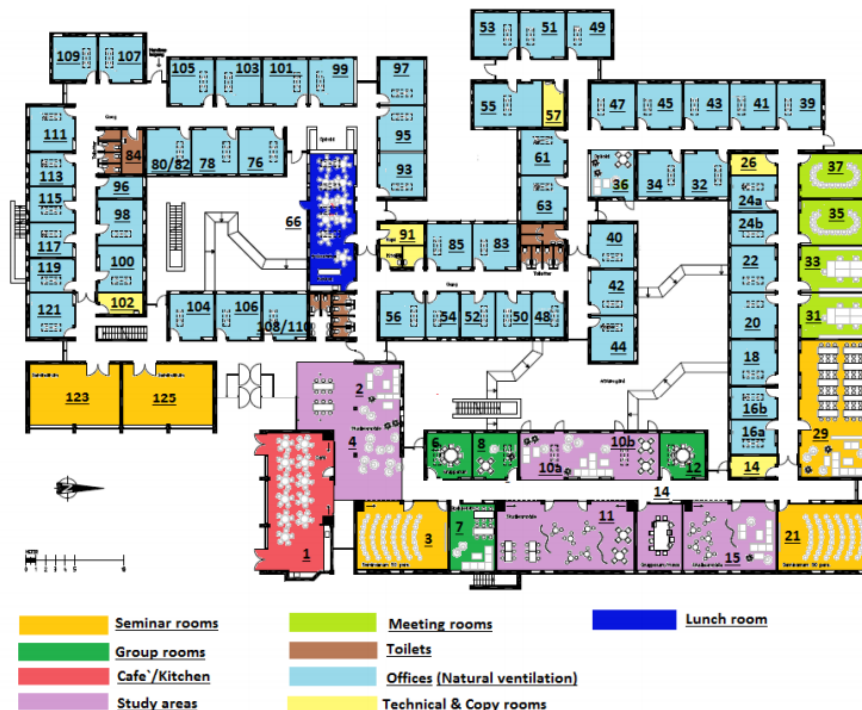 53 51 49
109 107 105 103 101 99 97
55 57 47 45 43 41 39
111 84 80/82 78 76 95 61
113 96 93 63 36 34 32 26 37
115 98 66 24a
117 91 85 83 40 24b 35
119 100 22 33
121 102 104 106 108/110 56 54 52 50 48 42 20 31
44 18
123 125 2 16b
4 6 8 10a 10b 12 16a 29
14
14
1 3 7 11 15 21
Seminar rooms
Group rooms
Cafe`/Kitchen
Study areas
Meeting rooms
Toilets
Offices (Natural ventilation)
Technical & Copy rooms
Lunch room